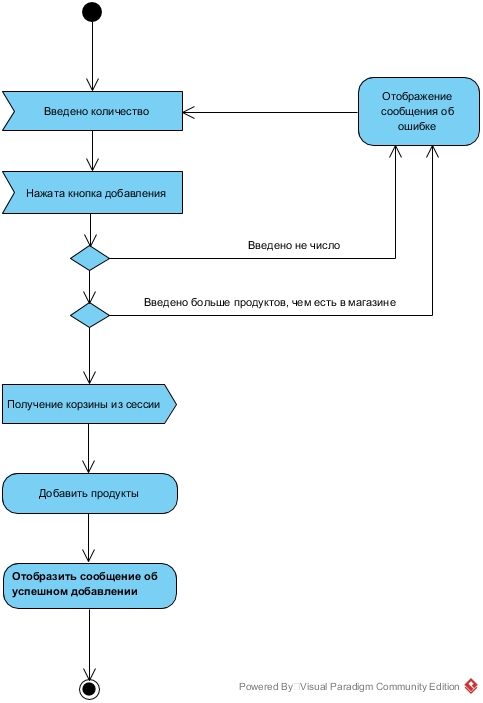 Отображение
сообщения об
ошибке
Введено количество
Нажата кнопка добавления
Введено не число
Введено больше продуктов, чем есть в магазине
Получение корзины из сессии
Добавить продукты
Отобразить сообщение об
успешном добавлении
Powered By Visual Paradigm Community Edition